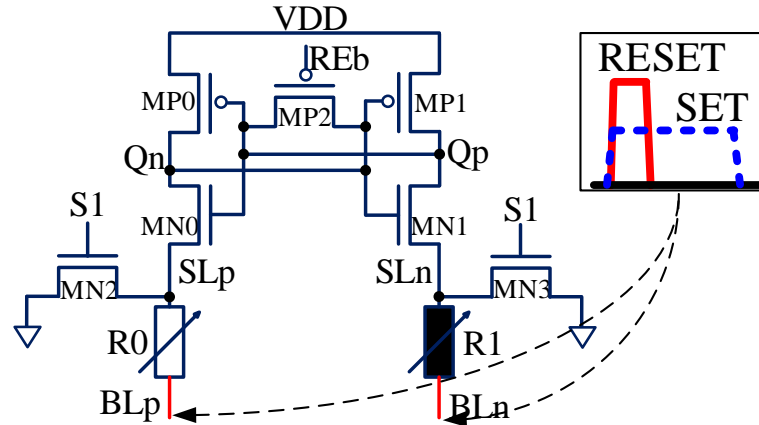 VDD
REb
RESET
SET
MP0
MP2
MP1
Qn
Qp
S1
MN0
MN1
S1
SLp
SLn
MN2
MN3
R0
R1
BLp
BLn